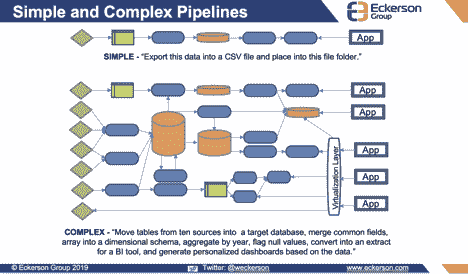 Simple and Complex Pipelines
Eckerson
Group
App
SIMPLE - “Export this data into a CSV file and place into this file folder.”
App
App
App
App
App
Virtualization Layer
COMPLEX - “Move tables from ten sources into a target database, merge common fields,
array into a dimensional schema, aggregate by year, flag null values, convert into an extract
for a BI tool, and generate personalized dashboards based on the data.”
© Eckerson Group 2019
Twitter: @weckerson
www.eckerson.com